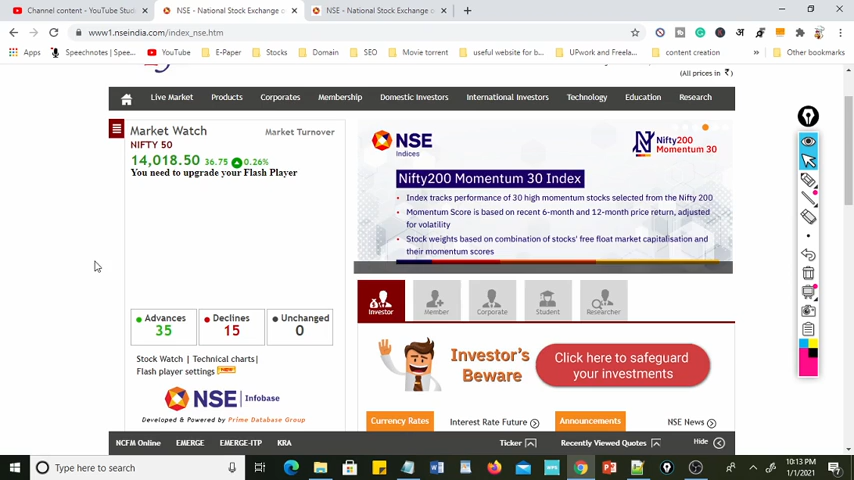 Channel content - YouTube Stud
NSE - National Stock Exchange o
NSE - National Stock Exchange o
www1.nseindia.com/index_nse.htm
Apps
Speechnotes | Spee...
YouTube
E-Paper
Stocks
Domain
SEO
Movie torrent
useful website for b...
UPwork and Freela...
content creation
Other bookmarks
(All prices in ₹)
Live Market
Products
Corporates
Membership
Domestic Investors
International Investors
Technology
Education
Research
Market Watch
Market Turnover
NIFTY 50
14,018.50 36.75 0.26%
You need to upgrade your Flash Player
NSE
Indices
Nifty200
Momentum 30
Nifty200 Momentum 30 Index
• Index tracks performance of 30 high momentum stocks selected from the Nifty 200
• Momentum Score is based on recent 6-month and 12-month price return, adjusted
for volatility
• Stock weights based on combination of stocks' free float market capitalisation and
their momentum scores
Investor
Member
Corporate
Student
Researcher
Advances
35
Declines
15
Unchanged
0
Stock Watch | Technical charts|
Flash player settings NEW
NSE Infobase
Developed & Powered by Prime Database Group
Investor's
Beware
Click here to safeguard
your investments
Currency Rates
Interest Rate Future
Announcements
NSE News
NCFM Online
EMERGE
EMERGE-ITP
KRA
Ticker
Recently Viewed Quotes
Hide
Type here to search
10:13 PM
1/1/2021